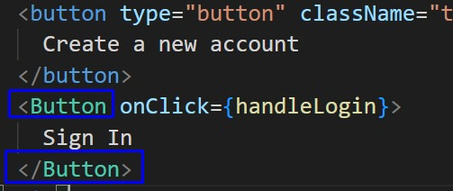 <button type="button" className="t
Create a new account
</button>
<Button onClick={handleLogin}>
Sign In
</Button>